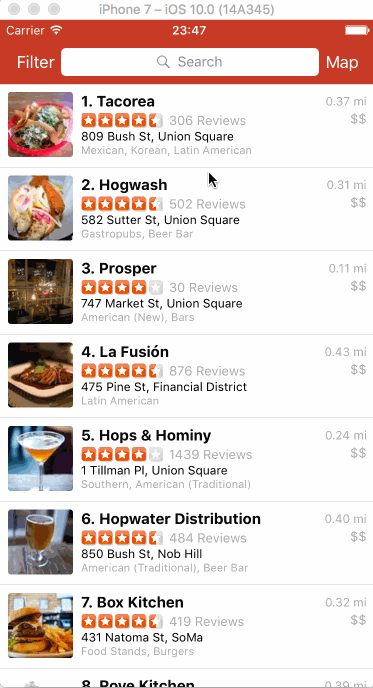 iPhone 7 – iOS 10.0 (14A345)
Carrier 23:47
Filter Search Map
1. Tacorea 0.37 mi
306 Reviews $$
809 Bush St, Union Square
Mexican, Korean, Latin American
2. Hogwash 0.31 mi
502 Reviews $$
582 Sutter St, Union Square
Gastropubs, Beer Bar
3. Prosper 0.11 mi
30 Reviews $$
747 Market St, Union Square
American (New), Bars
4. La Fusión 0.43 mi
876 Reviews $$
475 Pine St, Financial District
Latin American
5. Hops & Hominy 0.24 mi
1439 Reviews $$
1 Tillman Pl, Union Square
Southern, American (Traditional)
6. Hopwater Distribution 0.40 mi
484 Reviews $$
850 Bush St, Nob Hill
American (Traditional), Beer Bar
7. Box Kitchen 0.32 mi
419 Reviews $$
431 Natoma St, SoMa
Food Stands, Burgers
8. Roye Kitchen 0.39 mi